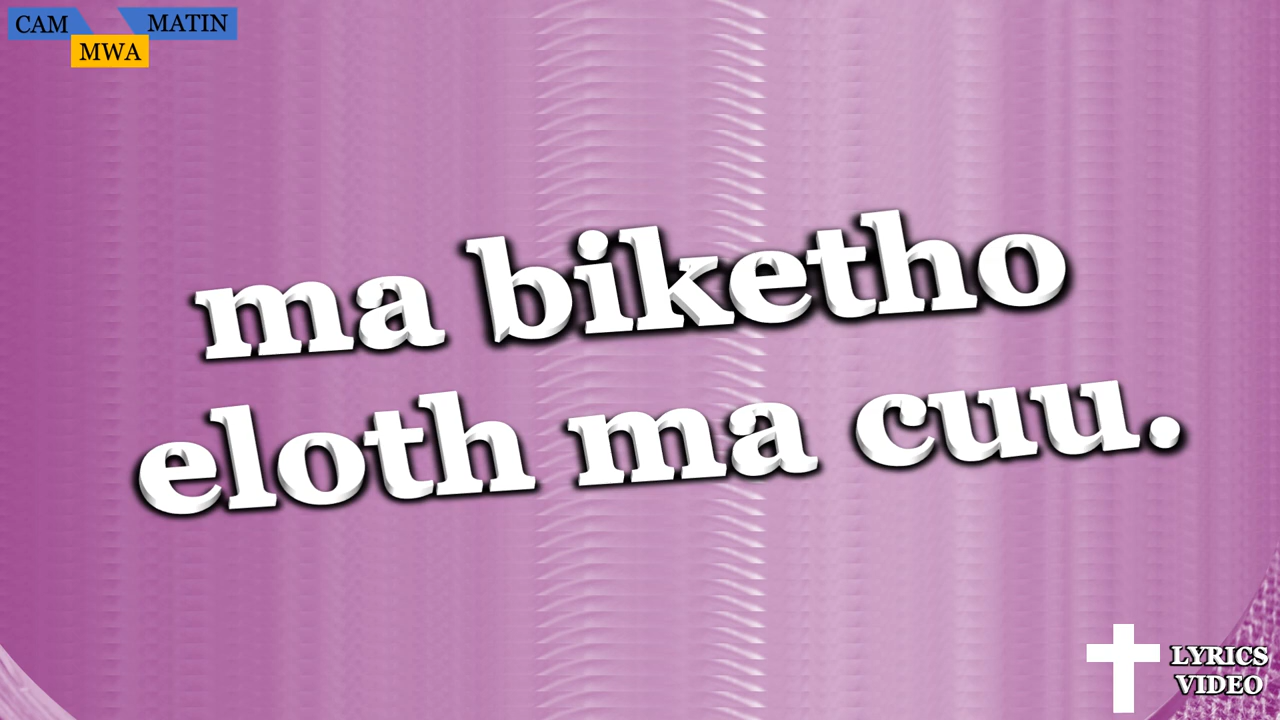 CAM MATIN
MWA
ma biketho
eloth ma cuu.
LYRICS
VIDEO